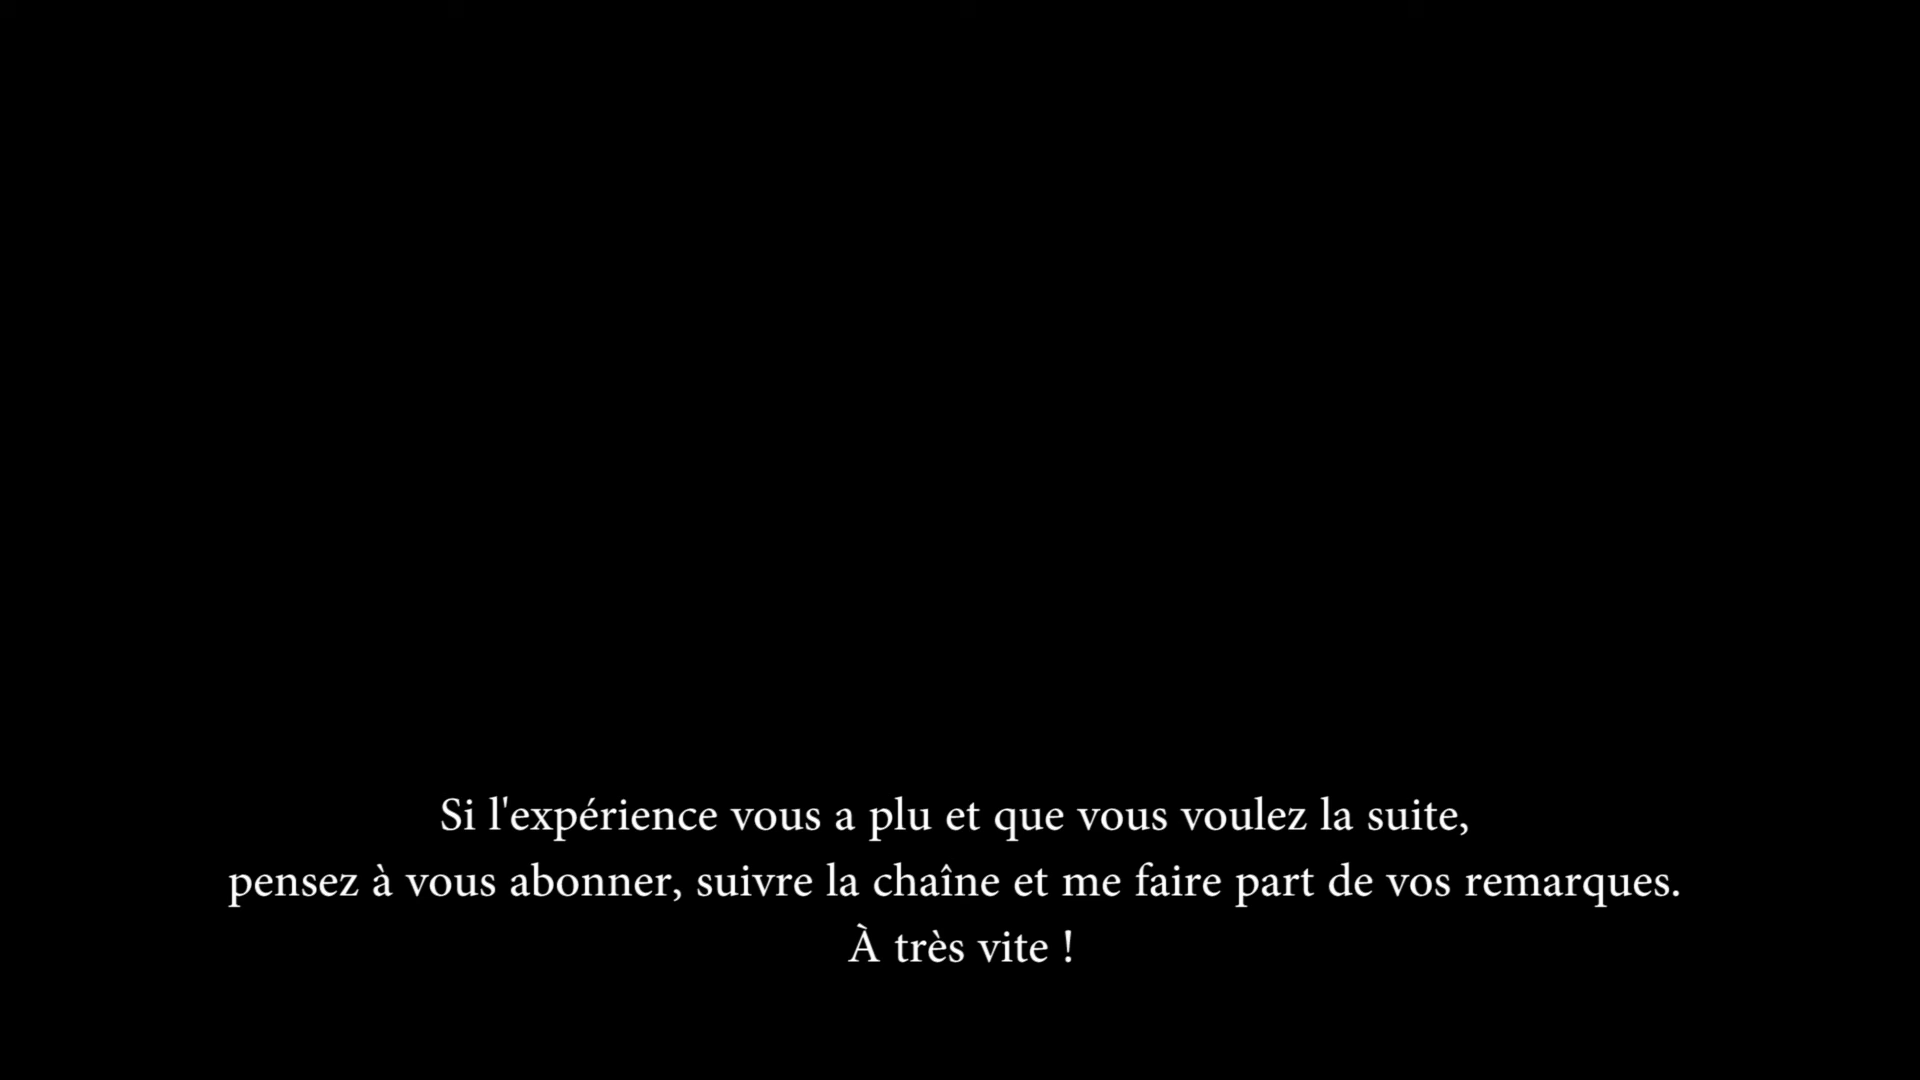 Si l'expérience vous a plu et que vous voulez la suite,
pensez à vous abonner, suivre la chaîne et me faire part de vos remarques.
À très vite !